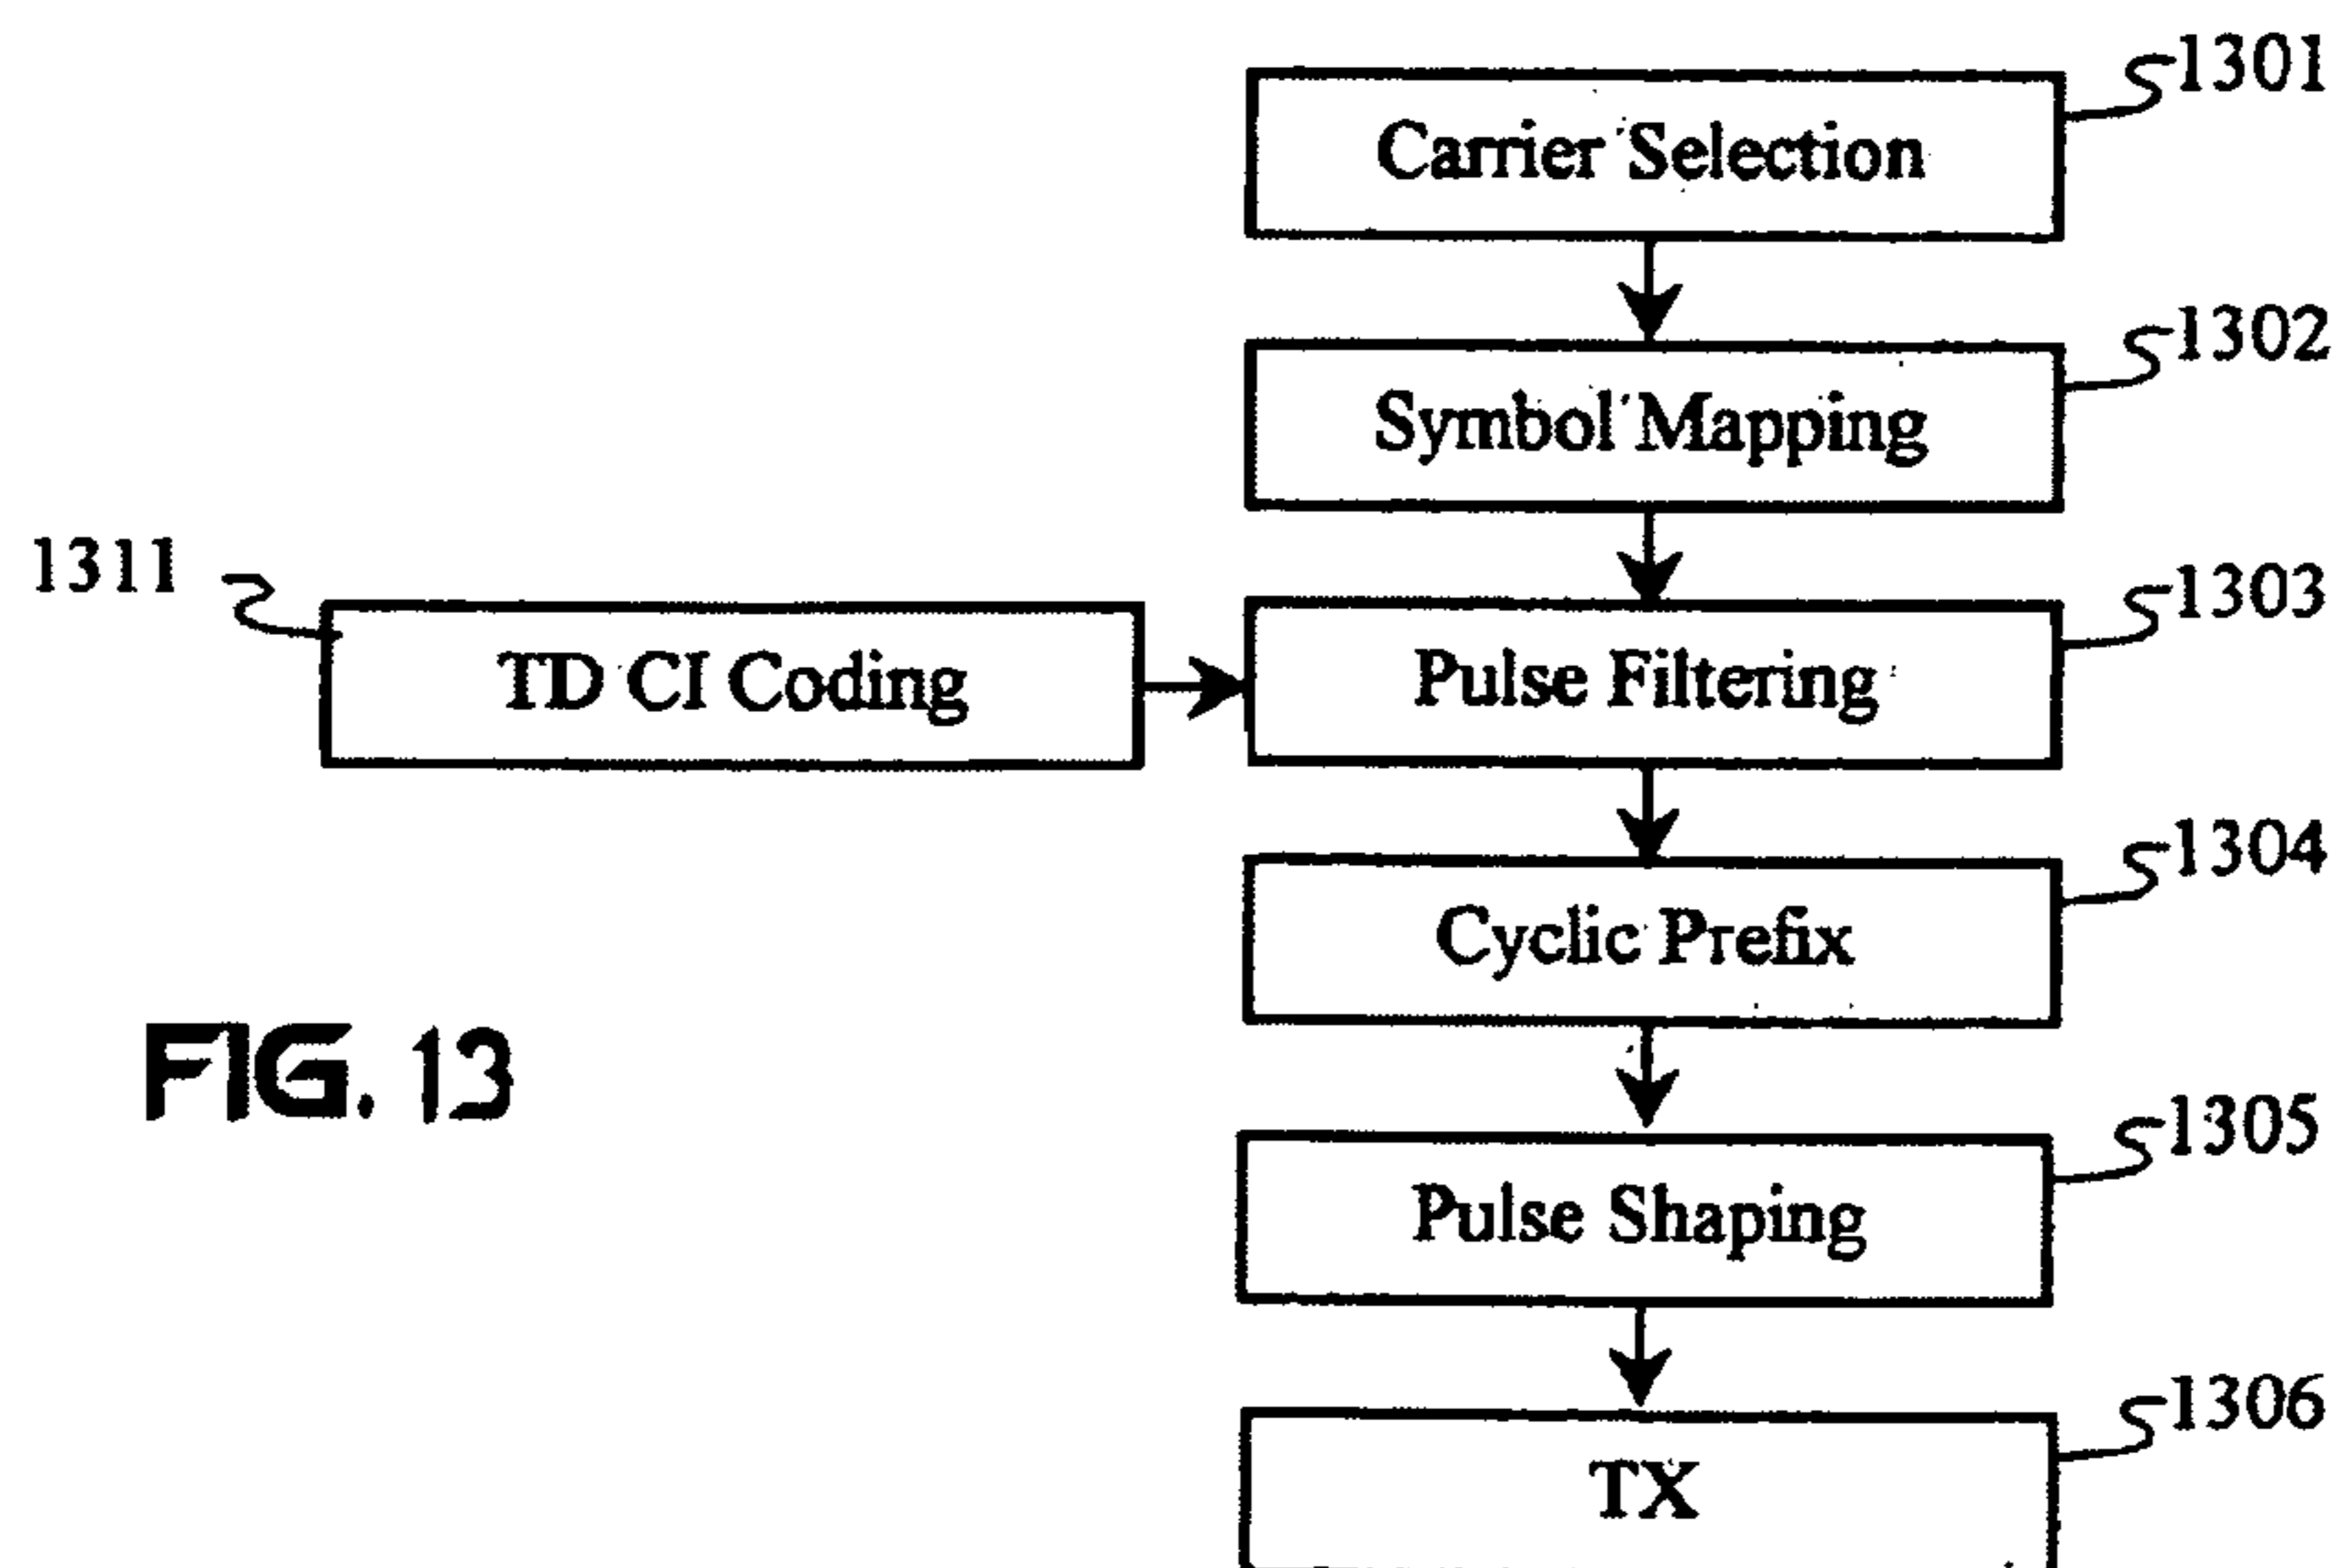 1301
Carrier Selection
1302
Symbol Mapping
1311
1303
TD CI Coding
Pulse Filtering
1304
Cyclic Prefix
FIG. 13
1305
Pulse Shaping
1306
TX